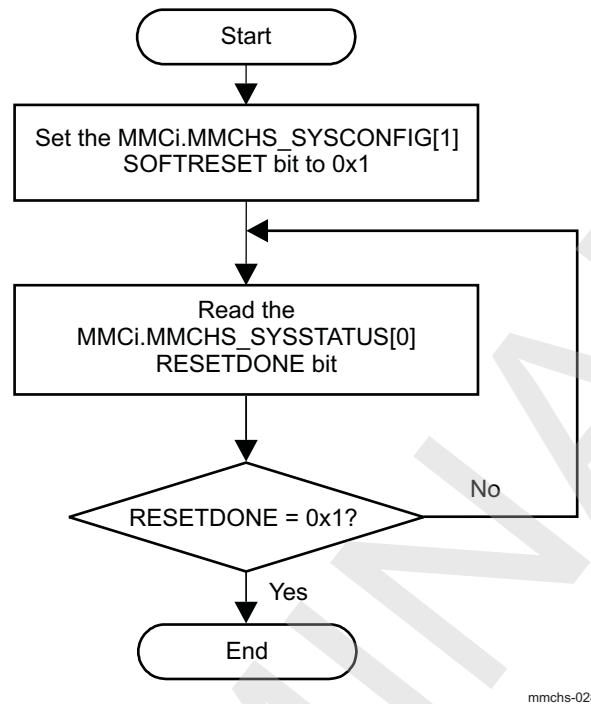 Start
Set the MMCi.MMCHS_SYSCONFIG[1]
SOFTRESET bit to 0x1
Read the
MMCi.MMCHS_SYSSTATUS[0]
RESETDONE bit
RESETDONE = 0x1?
No
Yes
End